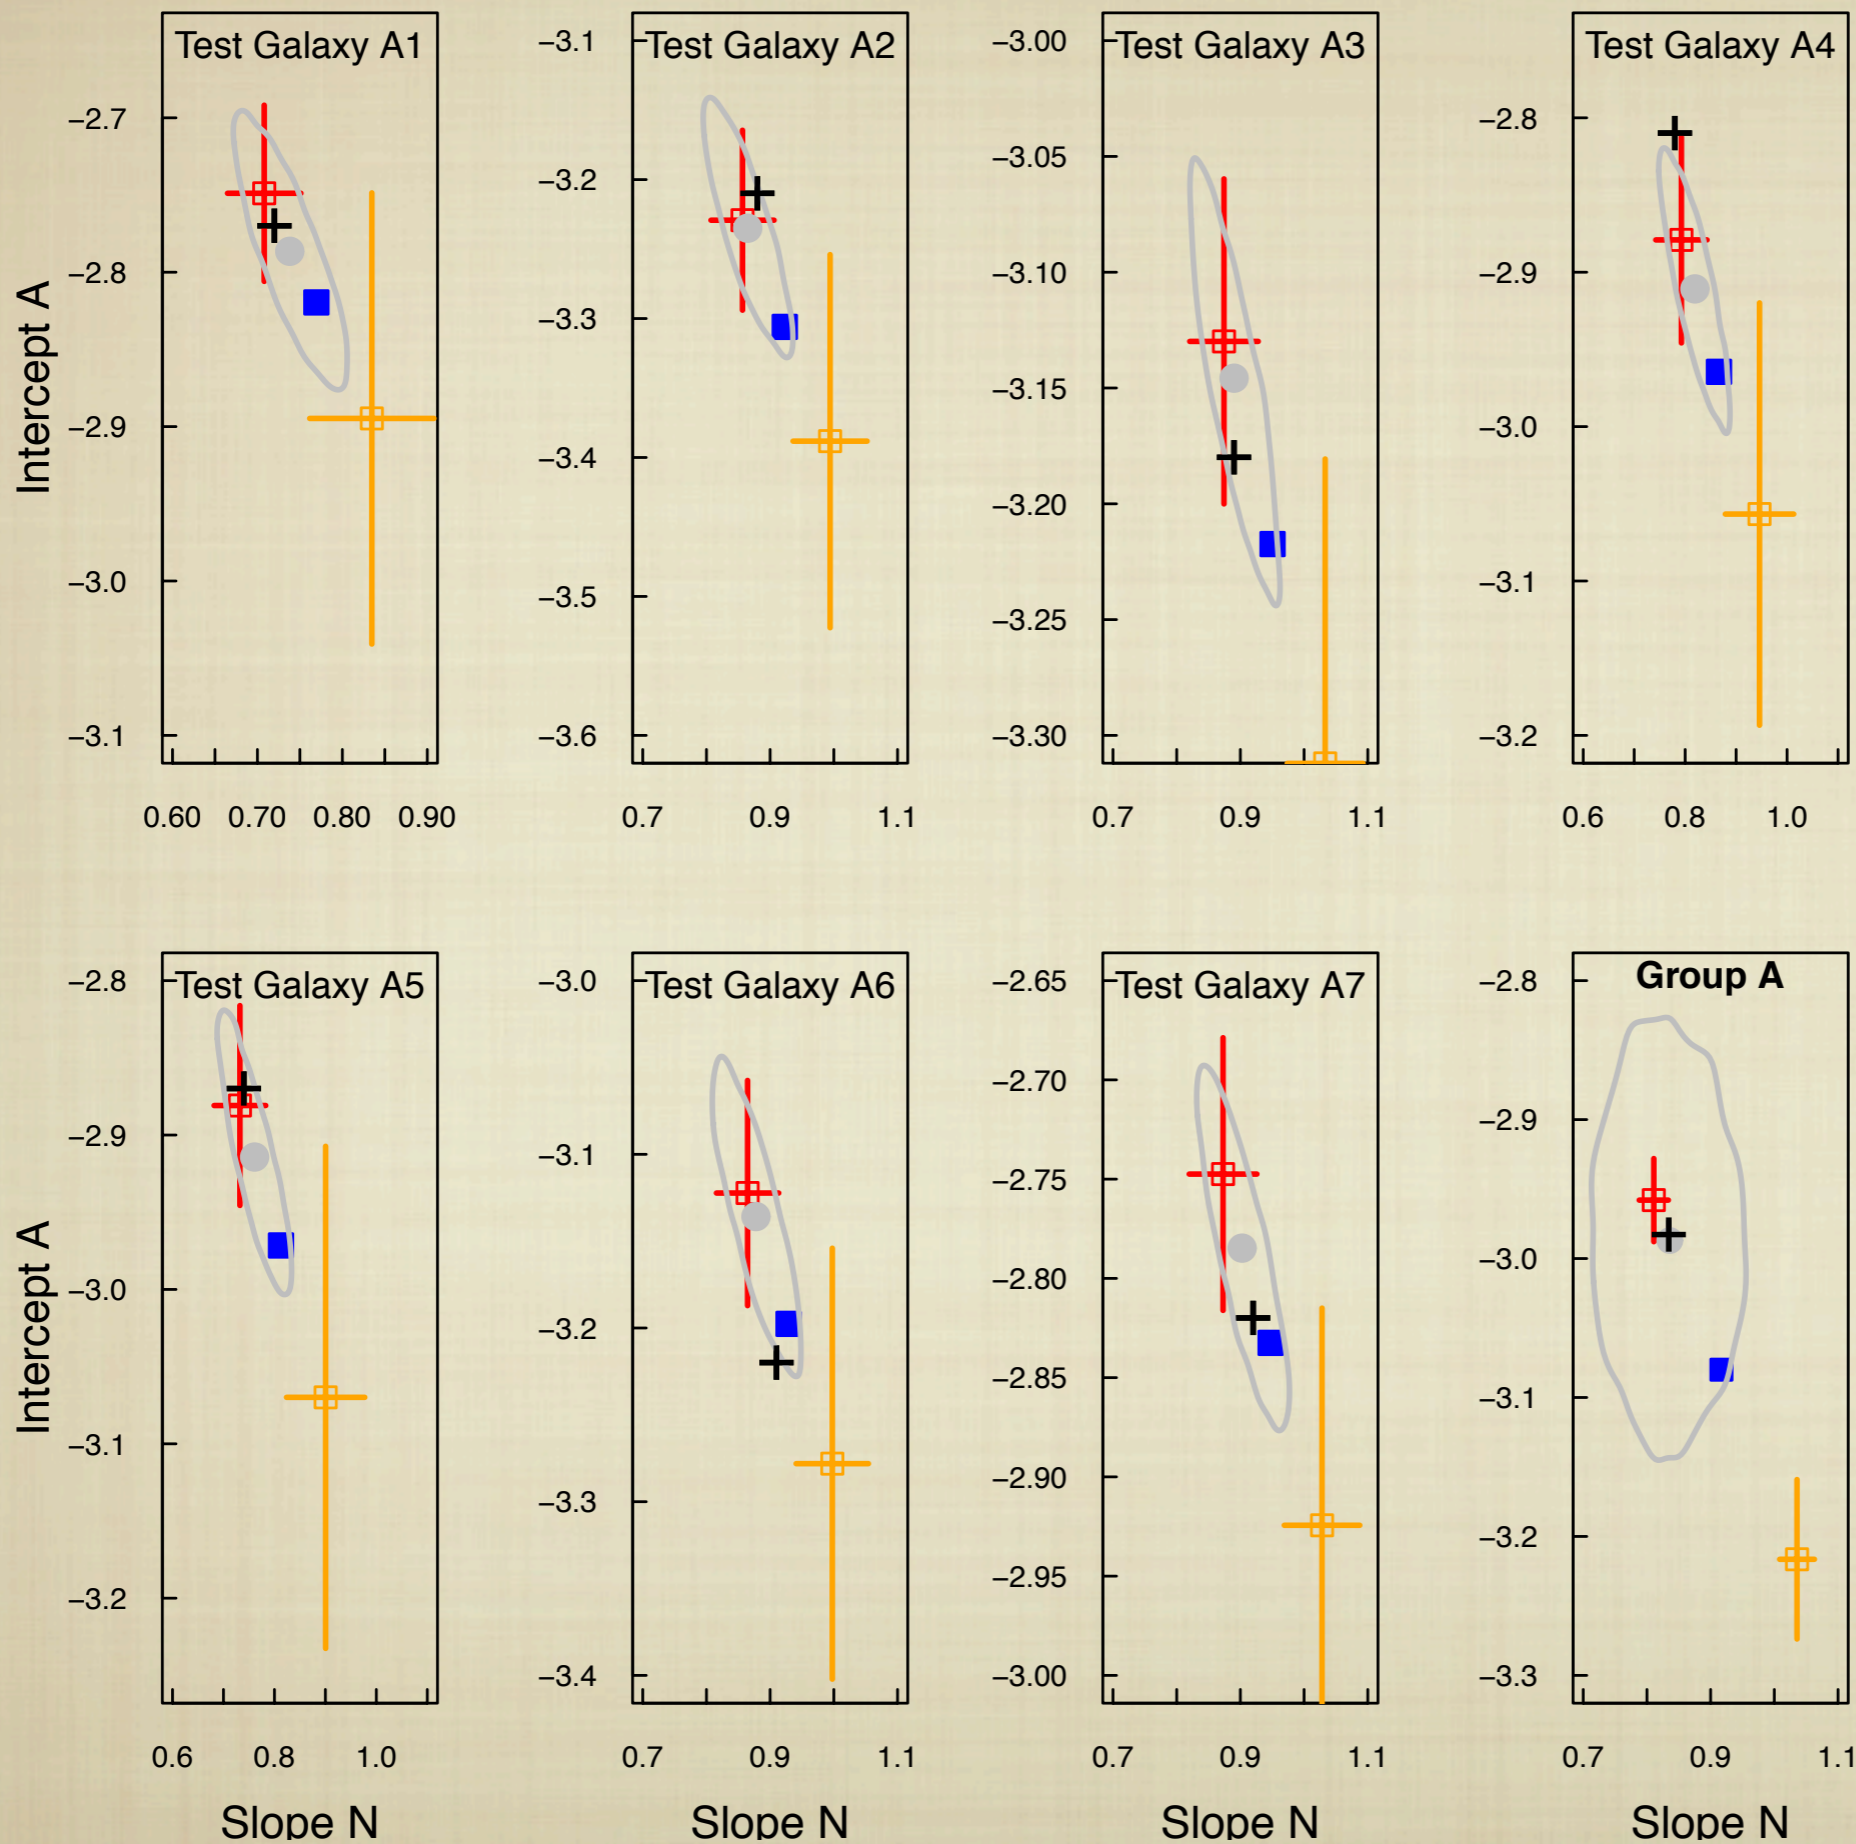 Test Galaxy A1
Test Galaxy A2
Test Galaxy A3
Test Galaxy A4
Intercept A
−2.7
−2.8
−2.9
−3.0
−3.1
0.60 0.70 0.80 0.90
−3.1
−3.2
−3.3
−3.4
−3.5
−3.6
0.7 0.9 1.1
−3.00
−3.05
−3.10
−3.15
−3.20
−3.25
−3.30
0.7 0.9 1.1
−2.8
−2.9
−3.0
−3.1
−3.2
0.6 0.8 1.0
Test Galaxy A5
Test Galaxy A6
Test Galaxy A7
Group A
Intercept A
−2.8
−2.9
−3.0
−3.1
−3.2
0.6 0.8 1.0
Slope N
−3.0
−3.1
−3.2
−3.3
−3.4
0.7 0.9 1.1
Slope N
−2.65
−2.70
−2.75
−2.80
−2.85
−2.90
−2.95
−3.00
0.7 0.9 1.1
Slope N
−2.8
−2.9
−3.0
−3.1
−3.2
−3.3
0.7 0.9 1.1
Slope N